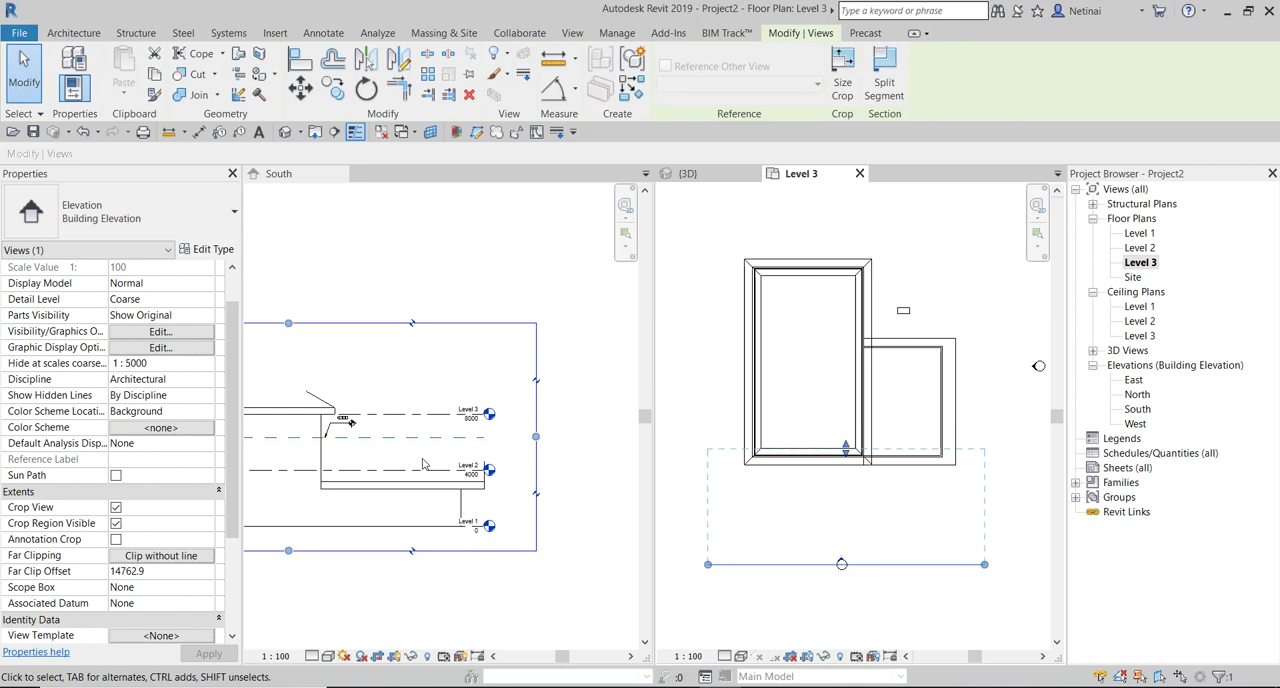 Autodesk Revit 2019 - Project2 - Floor Plan: Level 3
Type a keyword or phrase
Netinai
File
Architecture
Structure
Steel
Systems
Insert
Annotate
Analyze
Massing & Site
Collaborate
View
Manage
Add-Ins
BIM Track™
Modify | Views
Precast
Modify
Paste
Cope
Cut
Join
Reference Other View
Size
Crop
Split
Segment
Select
Properties
Clipboard
Geometry
Modify
View
Measure
Create
Reference
Crop
Section
Modify | Views
Properties
South
{3D}
Level 3
Project Browser - Project2
Elevation
Building Elevation
Views (1)
Edit Type
Scale Value    1:
100
Display Model
Normal
Detail Level
Coarse
Parts Visibility
Show Original
Visibility/Graphics O...
Edit...
Graphic Display Opti...
Edit...
Hide at scales coarse...
1 : 5000
Discipline
Architectural
Show Hidden Lines
By Discipline
Color Scheme Locati...
Background
Color Scheme
<none>
Default Analysis Disp...
None
Reference Label
Sun Path
Extents
Crop View
Crop Region Visible
Annotation Crop
Far Clipping
Clip without line
Far Clip Offset
14762.9
Scope Box
None
Associated Datum
None
Identity Data
View Template
<None>
Properties help
Apply
Level 3
8000
Level 2
4000
Level 1
0
Views (all)
Structural Plans
Floor Plans
Level 1
Level 2
Level 3
Site
Ceiling Plans
Level 1
Level 2
Level 3
3D Views
Elevations (Building Elevation)
East
North
South
West
Legends
Schedules/Quantities (all)
Sheets (all)
Families
Groups
Revit Links
1 : 100
1 : 100
Click to select, TAB for alternates, CTRL adds, SHIFT unselects.
:0
Main Model
:1